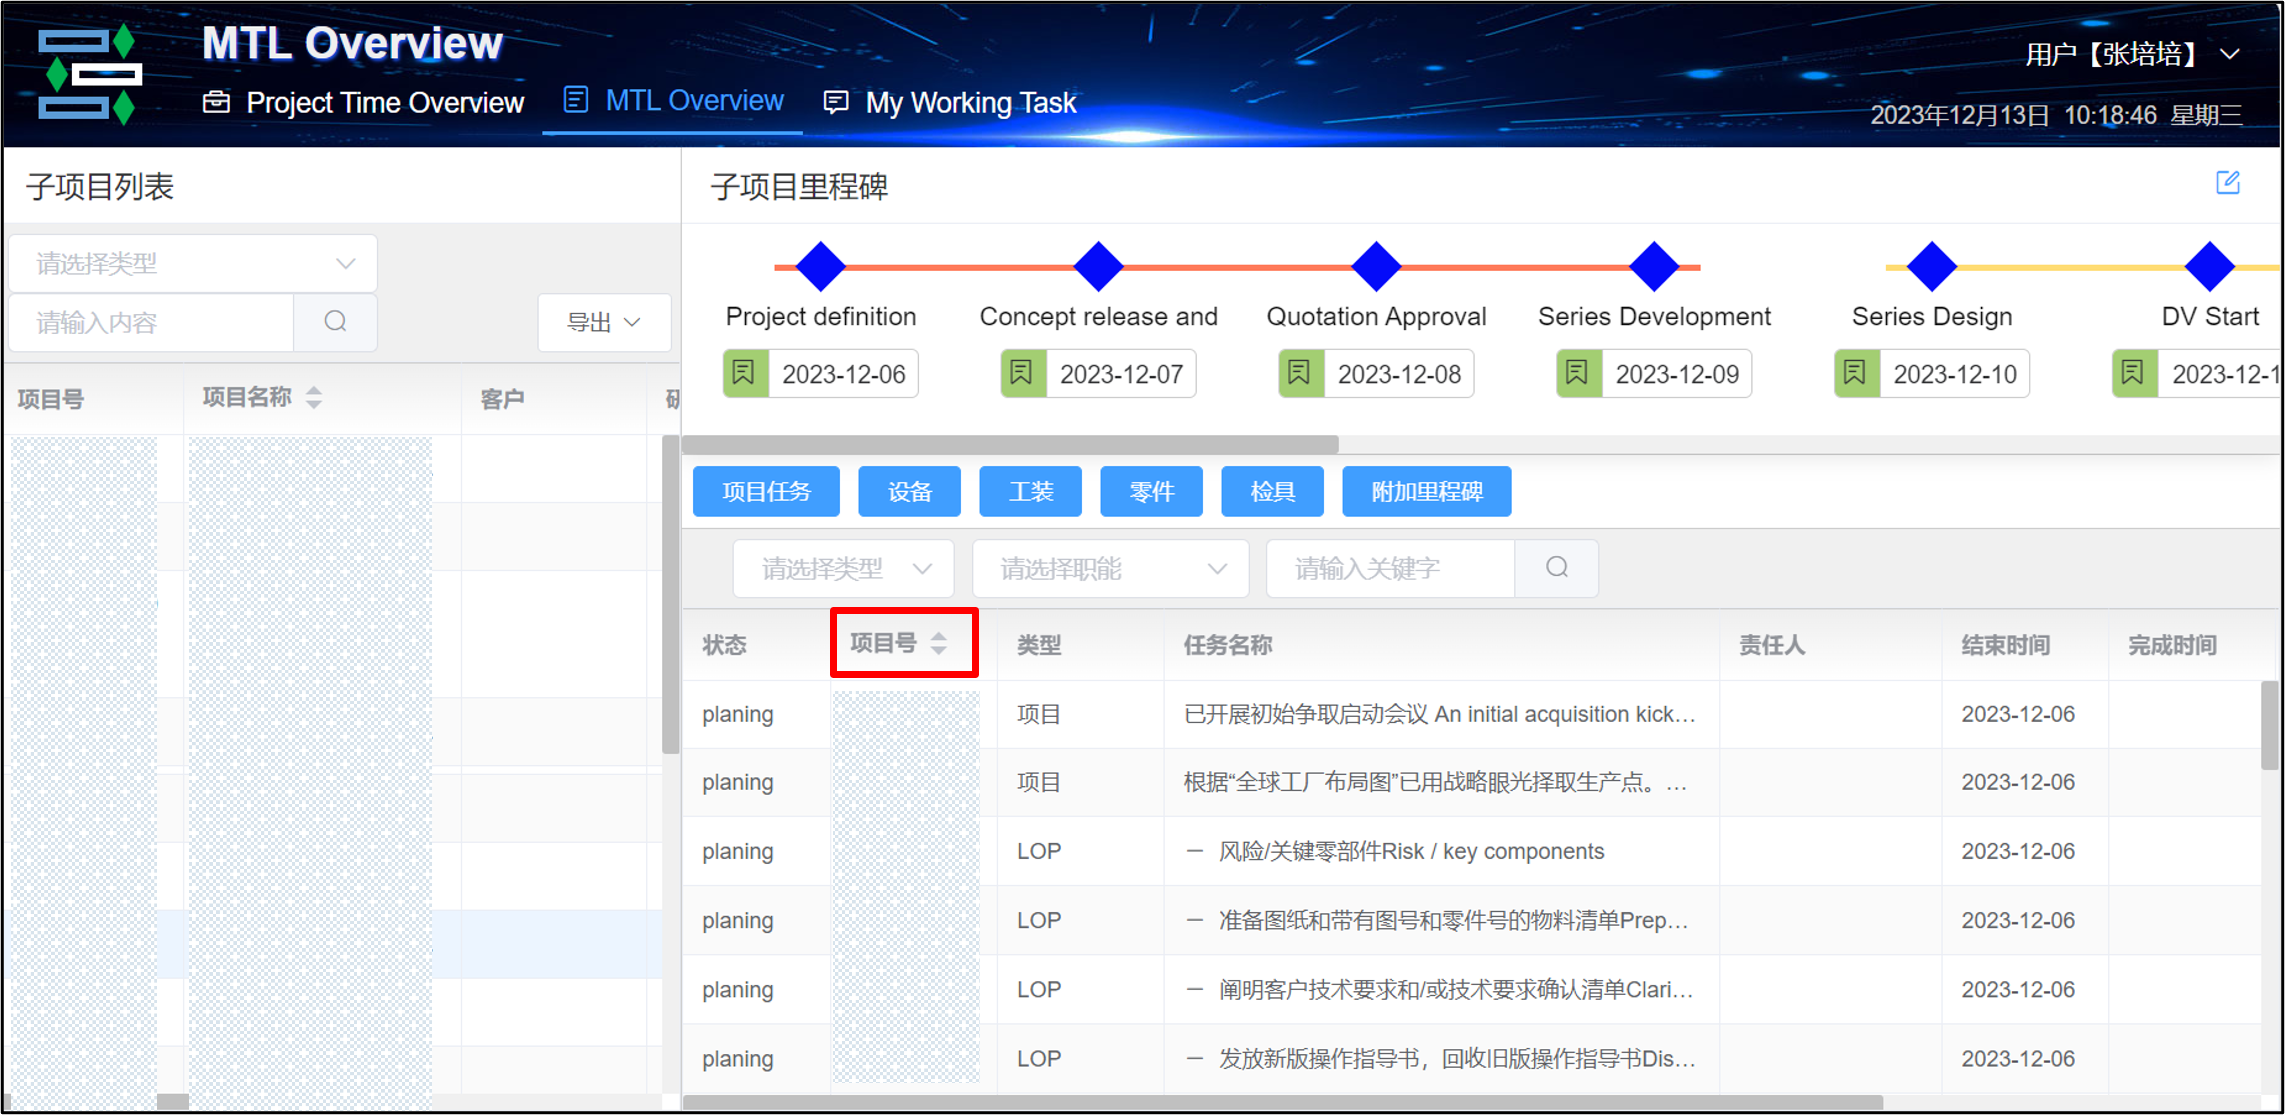 MTL Overview
用户【张培培】
Project Time Overview
MTL Overview
My Working Task
2023年12月13日 10:18:46 星期三
子项目列表
请选择类型
请输入内容
导出
项目号
项目名称
客户
子项目里程碑
Project definition
Concept release and
Quotation Approval
Series Development
Series Design
DV Start
2023-12-06
2023-12-07
2023-12-08
2023-12-09
2023-12-10
2023-12-1
项目任务
设备
工装
零件
检具
附加里程碑
请选择类型
请选择职能
请输入关键字
状态 项目号 类型 任务名称 责任人 结束时间 完成时间
planing 项目 已开展初始争取启动会议 An initial acquisition kick… 2023-12-06
planing 项目 根据“全球工厂布局图”已用战略眼光择取生产点。… 2023-12-06
planing LOP — 风险/关键零部件Risk / key components 2023-12-06
planing LOP — 准备图纸和带有图号和零件号的物料清单Prep… 2023-12-06
planing LOP — 阐明客户技术要求和/或技术要求确认清单Clari… 2023-12-06
planing LOP — 发放新版操作指导书，回收旧版操作指导书Dis… 2023-12-06